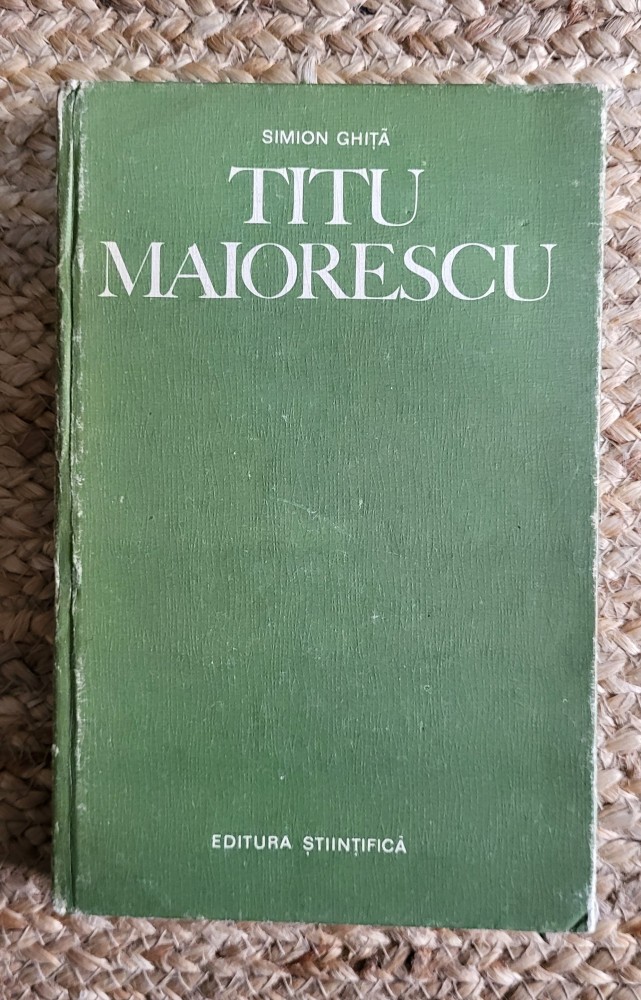 SIMION GHIȚĂ
TITU
MAIORESCU
EDITURA ȘTIINȚIFICĂ